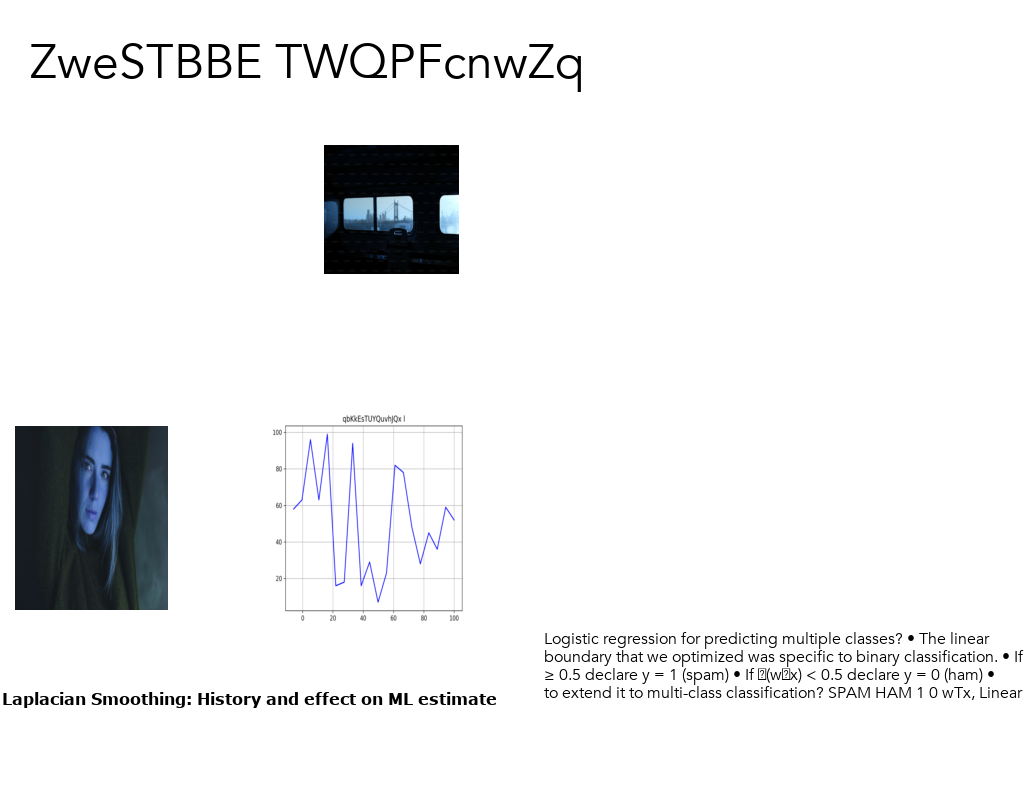 ZweSTBBE TWQPFcnwZq
qbKkEsTUYQuvhJQx l
100
80
60
40
20
0 20 40 60 80 100
Laplacian Smoothing: History and effect on ML estimate
Logistic regression for predicting multiple classes? • The linear
boundary that we optimized was specific to binary classification. • If
≥ 0.5 declare y = 1 (spam) • If (wx) < 0.5 declare y = 0 (ham) •
to extend it to multi-class classification? SPAM HAM 1 0 wTx, Linear